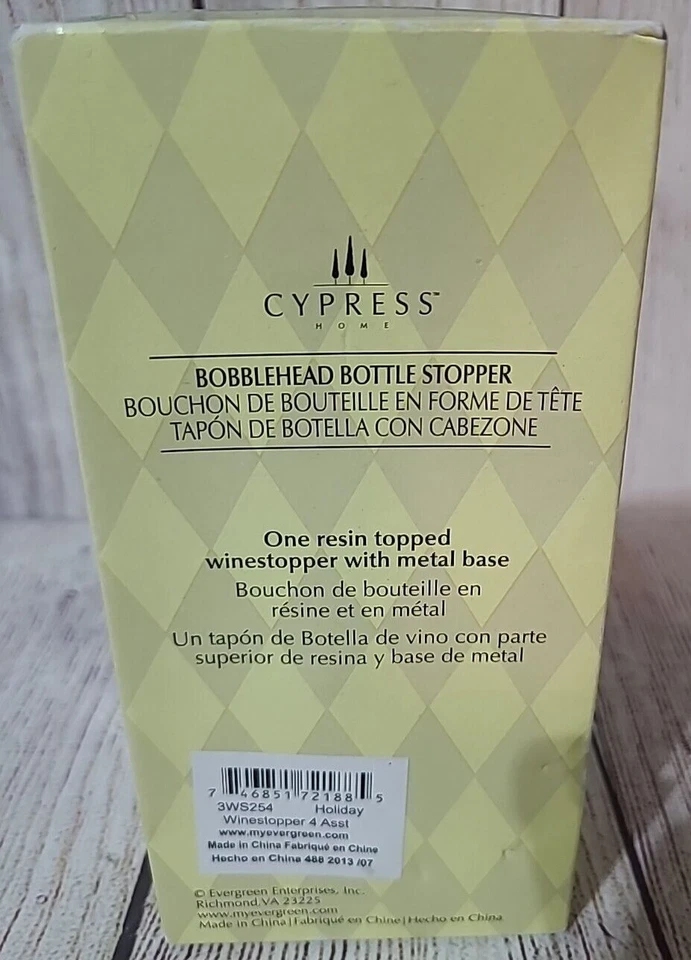 CYPRESS™
HOME
BOBBLEHEAD BOTTLE STOPPER
BOUCHON DE BOUTEILLE EN FORME DE TÊTE
TAPÓN DE BOTELLA CON CABEZONE
One resin topped
winestopper with metal base
Bouchon de bouteille en
résine et en métal
Un tapón de Botella de vino con parte
superior de resina y base de metal
7 46851 72188 5
3WS254 Holiday
Winestopper 4 Asst
www.myevergreen.com
Made in China Fabriqué en Chine
Hecho en China 488 2013 /07
© Evergreen Enterprises, Inc.
Richmond, VA 23225
www.myevergreen.com
Made in China | Fabriqué en Chine | Hecho en China